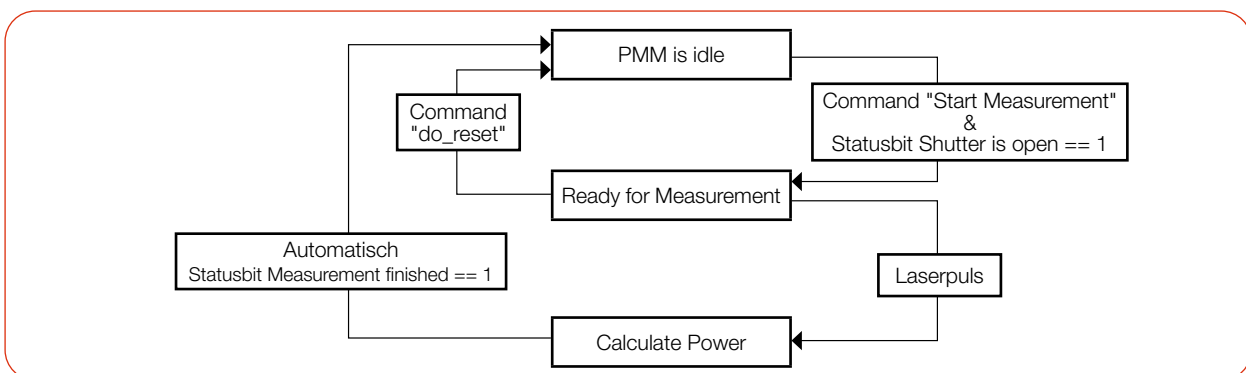 PMM is idle
Command "Start Measurement"
&
Statusbit Shutter is open == 1
Command
"do_reset"
Ready for Measurement
Automatisch
Statusbit Measurement finished == 1
Laserpuls
Calculate Power